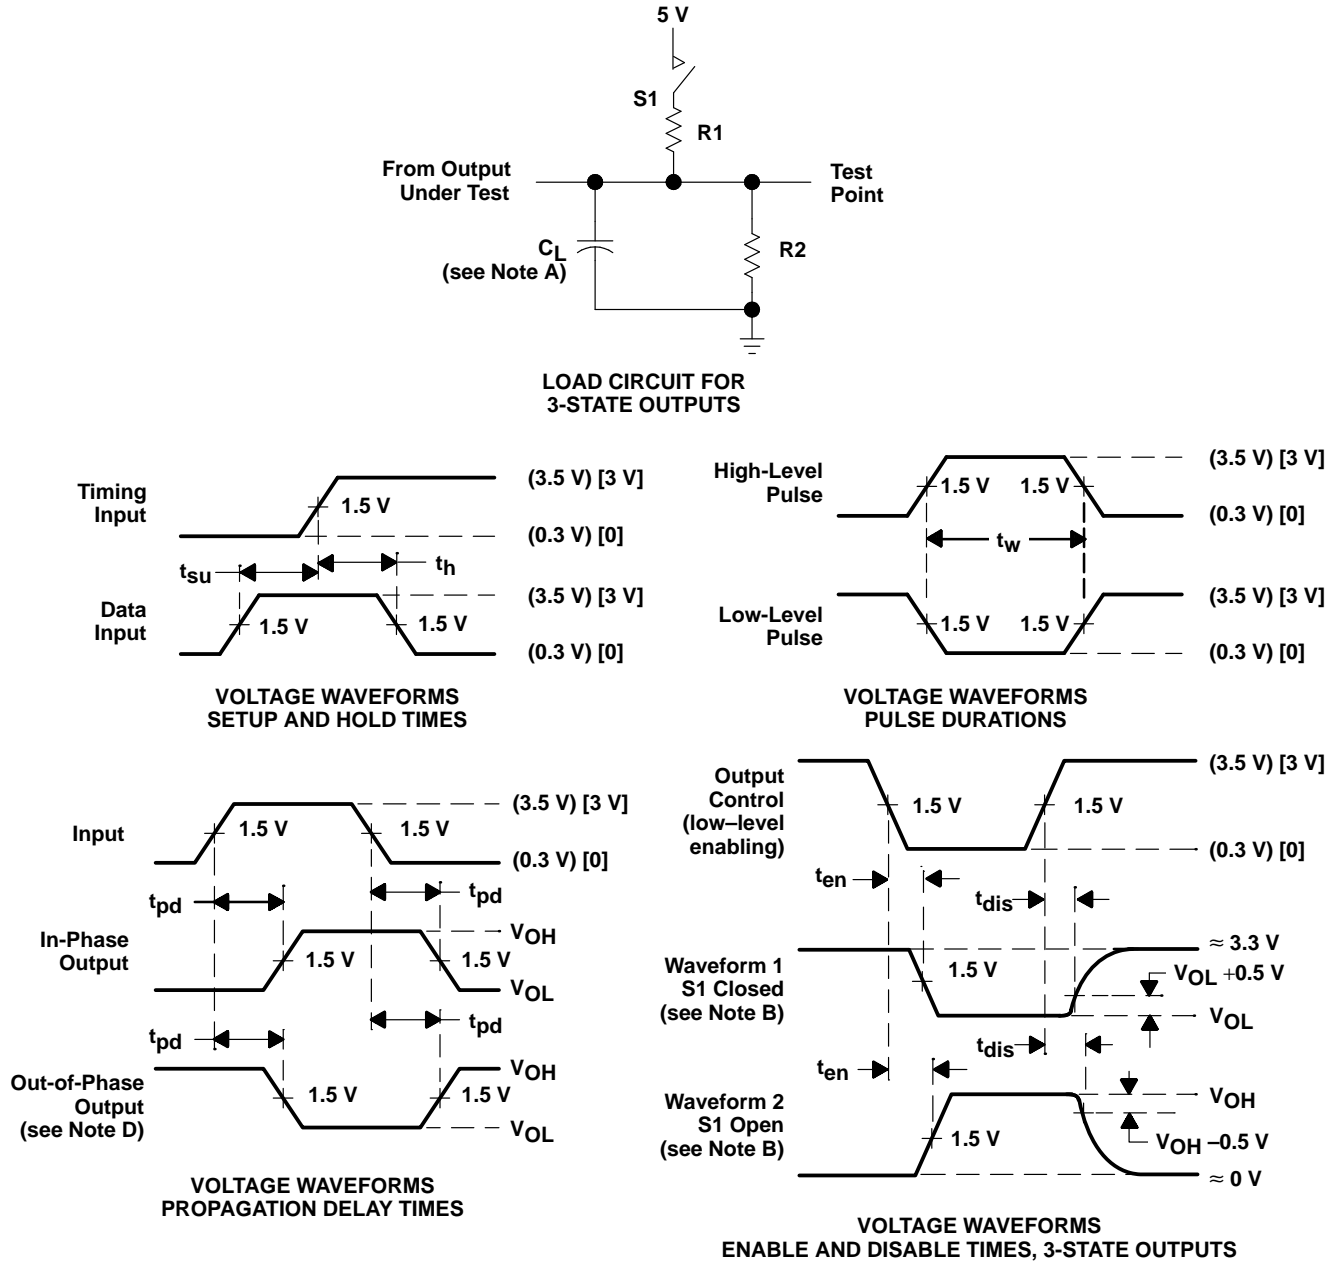 5 V
S1
R1
From Output
Under Test
Test
Point
CL
(see Note A)
R2
LOAD CIRCUIT FOR
3-STATE OUTPUTS
Timing
Input
1.5 V
(3.5 V) [3 V]
(0.3 V) [0]
tsu
th
Data
Input
1.5 V
1.5 V
(3.5 V) [3 V]
(0.3 V) [0]
VOLTAGE WAVEFORMS
SETUP AND HOLD TIMES
High-Level
Pulse
1.5 V
1.5 V
(3.5 V) [3 V]
(0.3 V) [0]
tw
Low-Level
Pulse
1.5 V
1.5 V
(3.5 V) [3 V]
(0.3 V) [0]
VOLTAGE WAVEFORMS
PULSE DURATIONS
Input
1.5 V
1.5 V
(3.5 V) [3 V]
(0.3 V) [0]
tpd
tpd
In-Phase
Output
1.5 V
1.5 V
VOH
VOL
tpd
tpd
Out-of-Phase
Output
(see Note D)
1.5 V
1.5 V
VOH
VOL
VOLTAGE WAVEFORMS
PROPAGATION DELAY TIMES
Output
Control
(low–level
enabling)
1.5 V
1.5 V
(3.5 V) [3 V]
(0.3 V) [0]
ten
tdis
Waveform 1
S1 Closed
(see Note B)
1.5 V
≈ 3.3 V
VOL +0.5 V
VOL
ten
tdis
Waveform 2
S1 Open
(see Note B)
1.5 V
VOH
VOH –0.5 V
≈ 0 V
VOLTAGE WAVEFORMS
ENABLE AND DISABLE TIMES, 3-STATE OUTPUTS